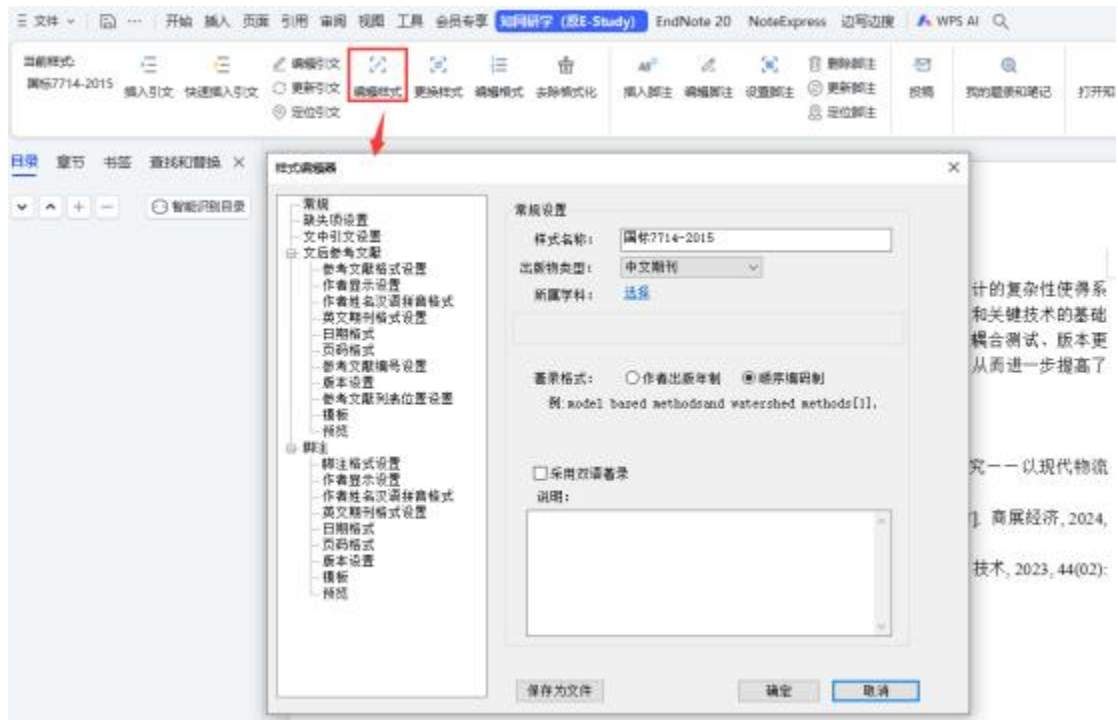 三 文件 ··· 开始 插入 页面 引用 审阅 视图 工具 会员专享 知网研学（原E-Study） EndNote 20 NoteExpress 边写边搜 WPS AI
当前样式:
国标7714-2015
插入引文 快速插入引文
编辑引文
更新引文
定位引文
编辑样式 更换样式 编辑模式 去除格式化
插入脚注 编辑脚注 设置脚注
删除脚注
更新脚注
定位脚注
投稿 我的题录和笔记 打开知
目录 章节 书签 查找和替换 ×
智能识别目录
样式编辑器
常规
缺失项设置
文中引文设置
文后参考文献
参考文献格式设置
作者显示设置
作者姓名汉语拼音格式
英文期刊格式设置
日期格式
页码格式
参考文献编号设置
版本设置
参考文献列表位置设置
模板
预览
脚注
脚注格式设置
作者显示设置
作者姓名汉语拼音格式
英文期刊格式设置
日期格式
页码格式
版本设置
模板
预览
常规设置
样式名称: 国标7714-2015
出版物类型: 中文期刊
所属学科: 选择
著录格式: 作者出版年制 顺序编码制
例:model based methodsand watershed methods[1],
采用双语著录
说明:
保存为文件 确定 取消
计的复杂性使得系
和关键技术的基础
耦合测试、版本更
从而进一步提高了
究——以现代物流
]. 商展经济, 2024,
技术, 2023, 44(02):